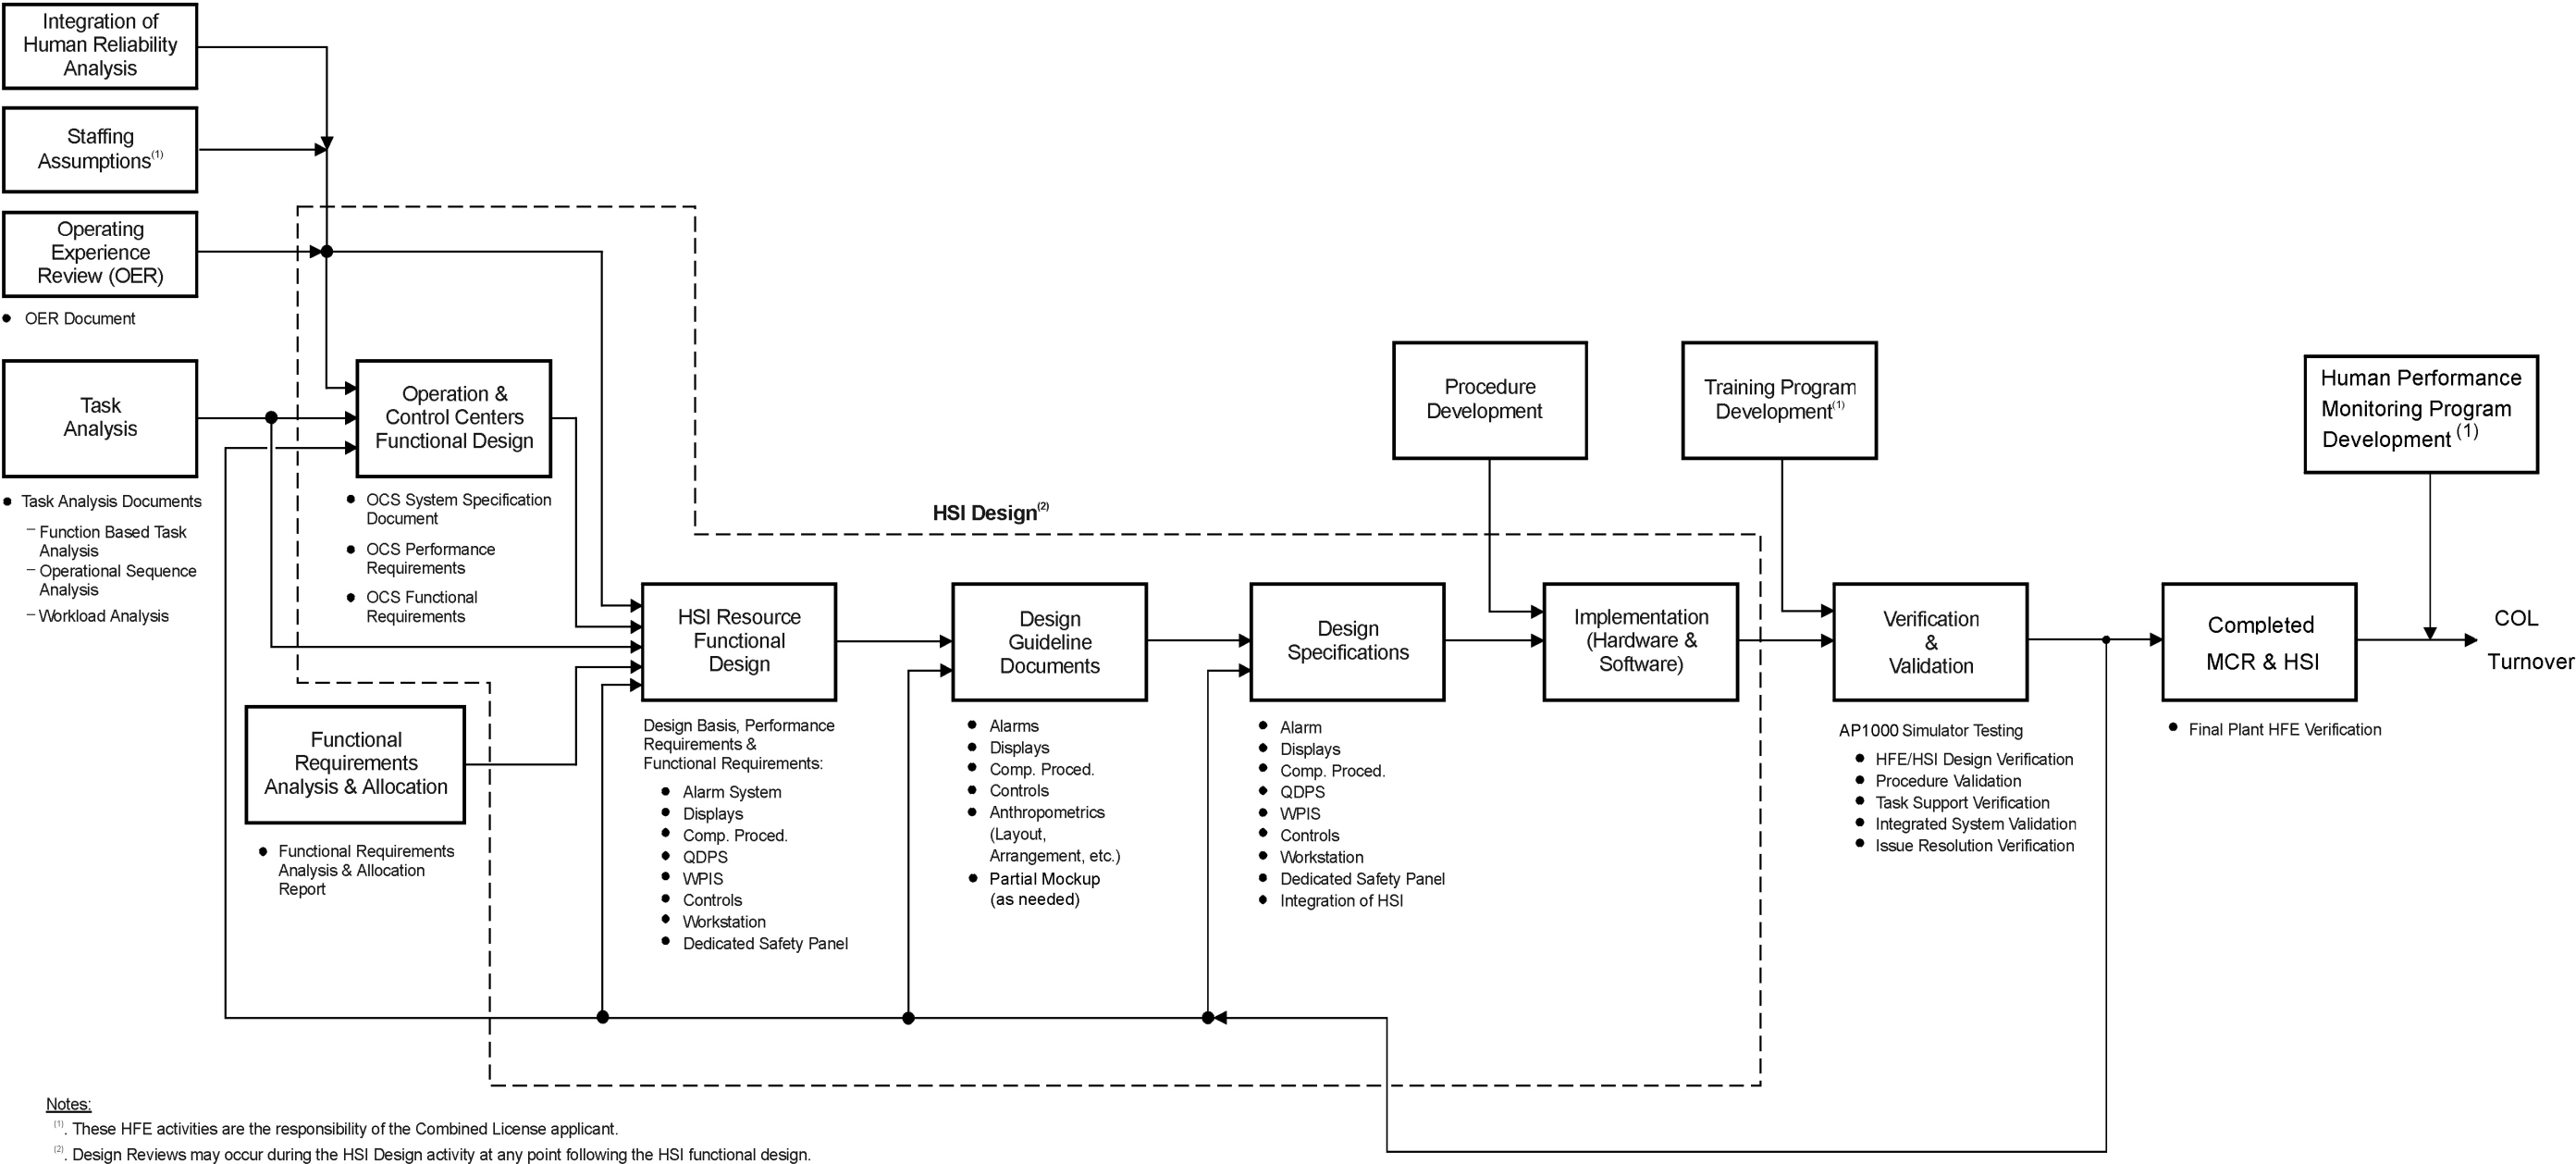 Integration of
Human Reliability
Analysis
Staffing
Assumptions(1)
Operating
Experience
Review (OER)
● OER Document
Task
Analysis
● Task Analysis Documents
– Function Based Task
Analysis
– Operational Sequence
Analysis
– Workload Analysis
Operation &
Control Centers
Functional Design
● OCS System Specification
Document
● OCS Performance
Requirements
● OCS Functional
Requirements
Functional
Requirements
Analysis & Allocation
● Functional Requirements
Analysis & Allocation
Report
HSI Design(2)
HSI Resource
Functional
Design
Design Basis, Performance
Requirements &
Functional Requirements:
● Alarm System
● Displays
● Comp. Proced.
● QDPS
● WPIS
● Controls
● Workstation
● Dedicated Safety Panel
Design
Guideline
Documents
● Alarms
● Displays
● Comp. Proced.
● Controls
● Anthropometrics
(Layout,
Arrangement, etc.)
● Partial Mockup
(as needed)
Design
Specifications
● Alarm
● Displays
● Comp. Proced.
● QDPS
● WPIS
● Controls
● Workstation
● Dedicated Safety Panel
● Integration of HSI
Procedure
Development
Implementation
(Hardware &
Software)
Training Program
Development(1)
Verification
&
Validation
AP1000 Simulator Testing
● HFE/HSI Design Verification
● Procedure Validation
● Task Support Verification
● Integrated System Validation
● Issue Resolution Verification
Human Performance
Monitoring Program
Development (1)
Completed
MCR & HSI
● Final Plant HFE Verification
COL
Turnover
Notes:
(1). These HFE activities are the responsibility of the Combined License applicant.
(2). Design Reviews may occur during the HSI Design activity at any point following the HSI functional design.